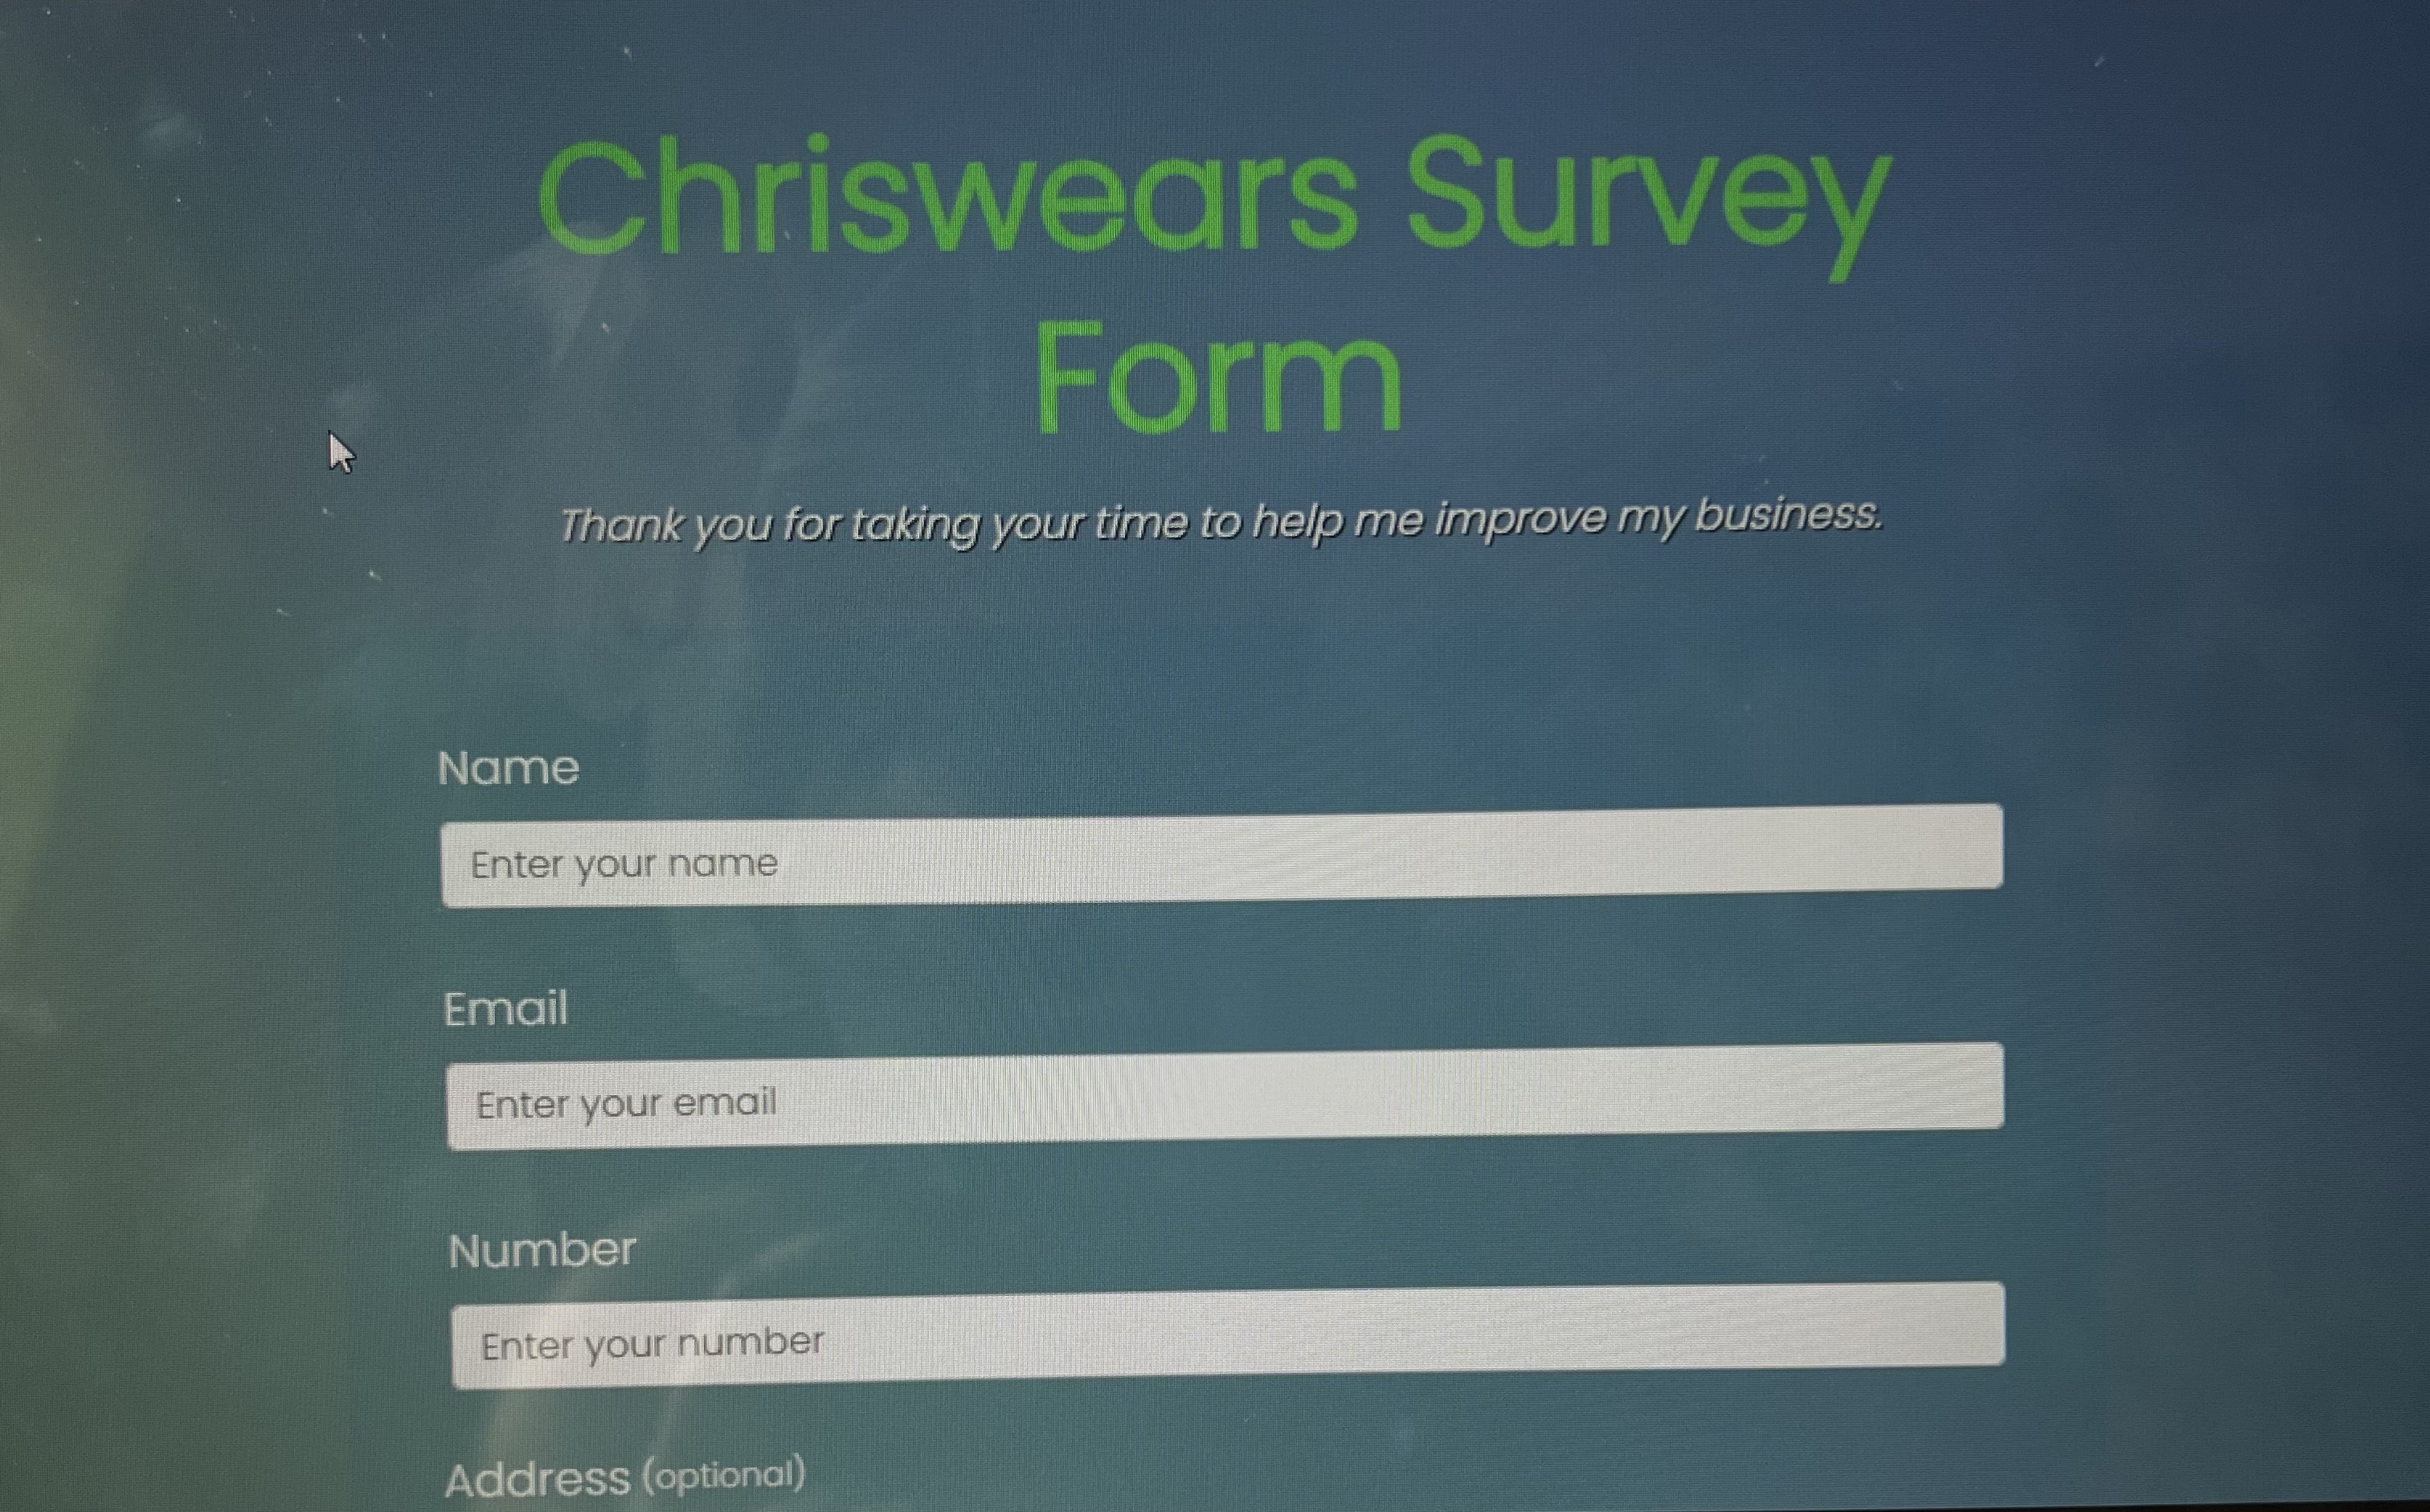 Chriswears Survey
Form
Thank you for taking your time to help me improve my business.
Name
Enter your name
Email
Enter your email
Number
Enter your number
Address (optional)